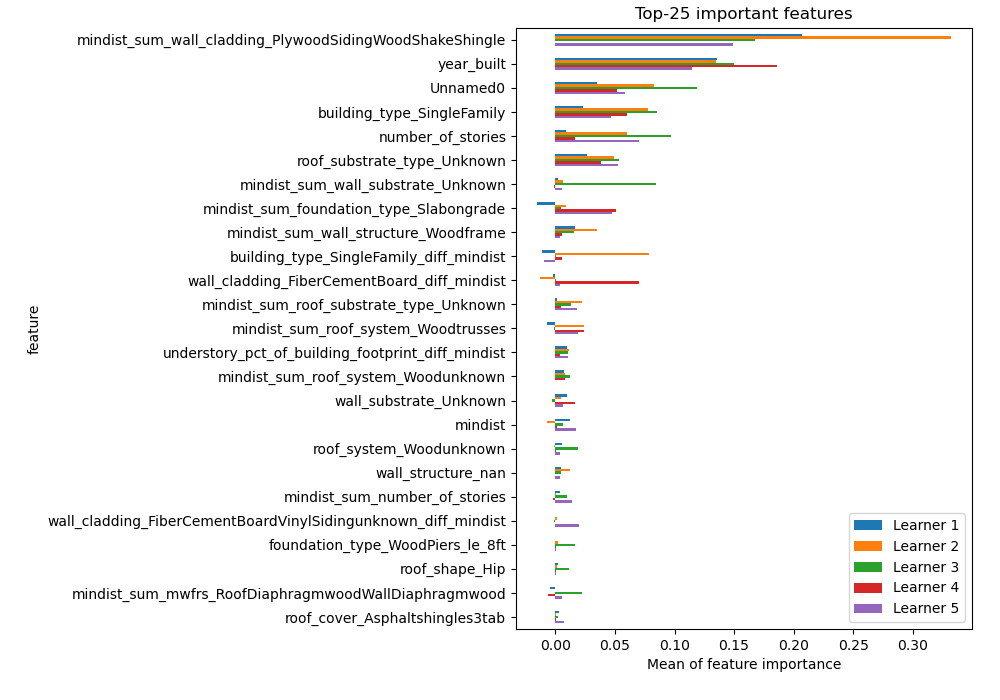 Top-25 important features
mindist_sum_wall_cladding_PlywoodSidingWoodShakeShingle
year_built
Unnamed0
building_type_SingleFamily
number_of_stories
roof_substrate_type_Unknown
mindist_sum_wall_substrate_Unknown
mindist_sum_foundation_type_Slabongrade
mindist_sum_wall_structure_Woodframe
building_type_SingleFamily_diff_mindist
wall_cladding_FiberCementBoard_diff_mindist
mindist_sum_roof_substrate_type_Unknown
mindist_sum_roof_system_Woodtrusses
understory_pct_of_building_footprint_diff_mindist
mindist_sum_roof_system_Woodunknown
wall_substrate_Unknown
mindist
roof_system_Woodunknown
wall_structure_nan
mindist_sum_number_of_stories
wall_cladding_FiberCementBoardVinylSidingunknown_diff_mindist
foundation_type_WoodPiers_le_8ft
roof_shape_Hip
mindist_sum_mwfrs_RoofDiaphragmwoodWallDiaphragmwood
roof_cover_Asphaltshingles3tab
feature
Learner 1
Learner 2
Learner 3
Learner 4
Learner 5
0.00 0.05 0.10 0.15 0.20 0.25 0.30
Mean of feature importance